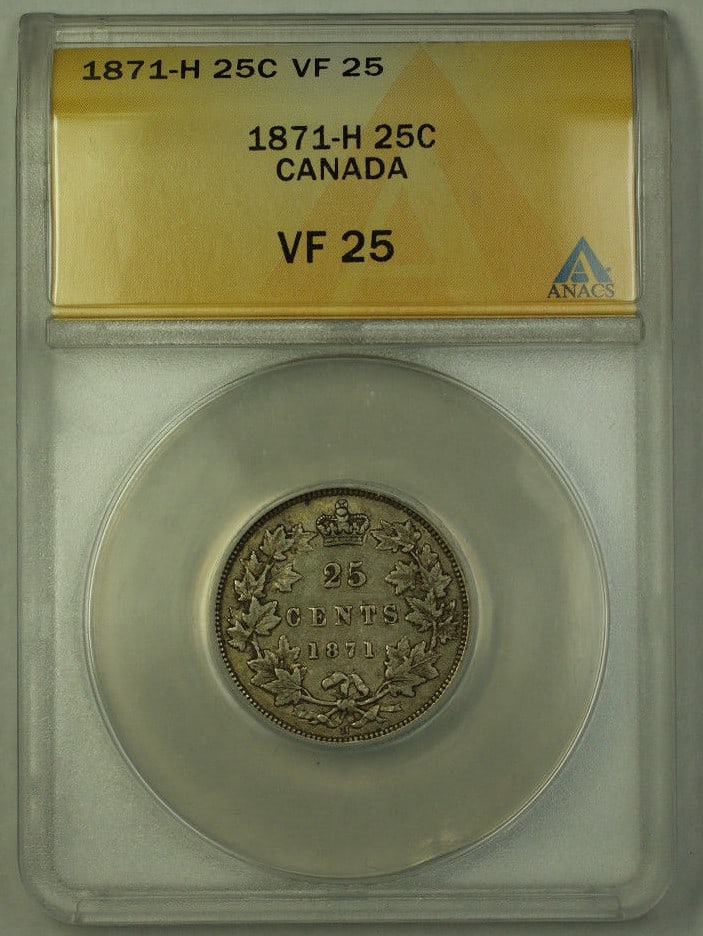 1871-H 25C VF 25
1871-H 25C
CANADA
VF 25
ANACS
25
CENTS
1871
H